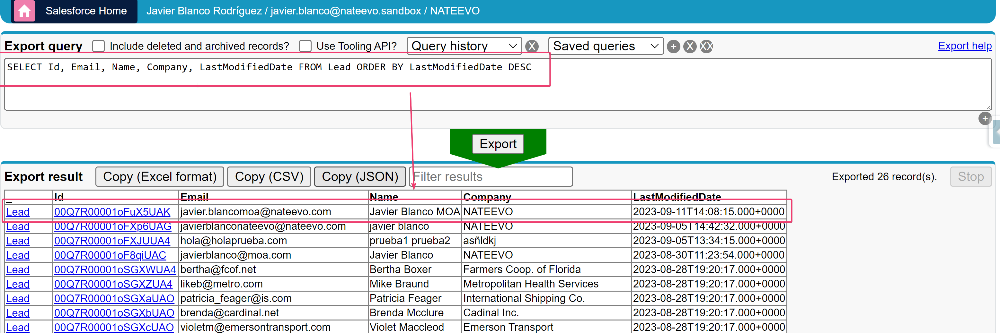 Salesforce Home Javier Blanco Rodríguez / javier.blanco@nateevo.sandbox / NATEEVO
Export query Include deleted and archived records? Use Tooling API? Query history X Saved queries + X XX Export help
SELECT Id, Email, Name, Company, LastModifiedDate FROM Lead ORDER BY LastModifiedDate DESC
+
Export
Export result Copy (Excel format) Copy (CSV) Copy (JSON) Filter results Exported 26 record(s). Stop
_ Id Email Name Company LastModifiedDate
Lead 00Q7R00001oFuX5UAK javier.blancomoa@nateevo.com Javier Blanco MOA NATEEVO 2023-09-11T14:08:15.000+0000
Lead 00Q7R00001oFXp6UAG javierblanconateevo@nateevo.com javier blanco NATEEVO 2023-09-05T14:42:32.000+0000
Lead 00Q7R00001oFXJUUA4 hola@holaprueba.com prueba1 prueba2 asñldkj 2023-09-05T13:34:15.000+0000
Lead 00Q7R00001oF8qiUAC javierblanco@moa.com Javier Blanco NATEEVO 2023-08-30T11:23:54.000+0000
Lead 00Q7R00001oSGXWUA4 bertha@fcof.net Bertha Boxer Farmers Coop. of Florida 2023-08-28T19:20:17.000+0000
Lead 00Q7R00001oSGXZUA4 likeb@metro.com Mike Braund Metropolitan Health Services 2023-08-28T19:20:17.000+0000
Lead 00Q7R00001oSGXaUAO patricia_feager@is.com Patricia Feager International Shipping Co. 2023-08-28T19:20:17.000+0000
Lead 00Q7R00001oSGXbUAO brenda@cardinal.net Brenda Mcclure Cadinal Inc. 2023-08-28T19:20:17.000+0000
Lead 00Q7R00001oSGXcUAO violetm@emersontransport.com Violet Maccleod Emerson Transport 2023-08-28T19:20:17.000+0000